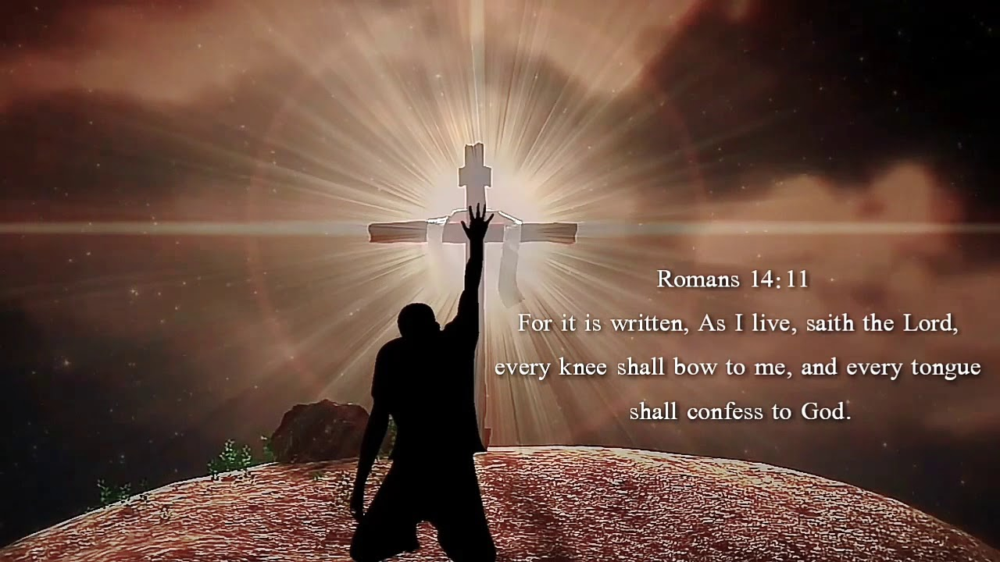 Romans 14:11
For it is written, As I live, saith the Lord,
every knee shall bow to me, and every tongue
shall confess to God.